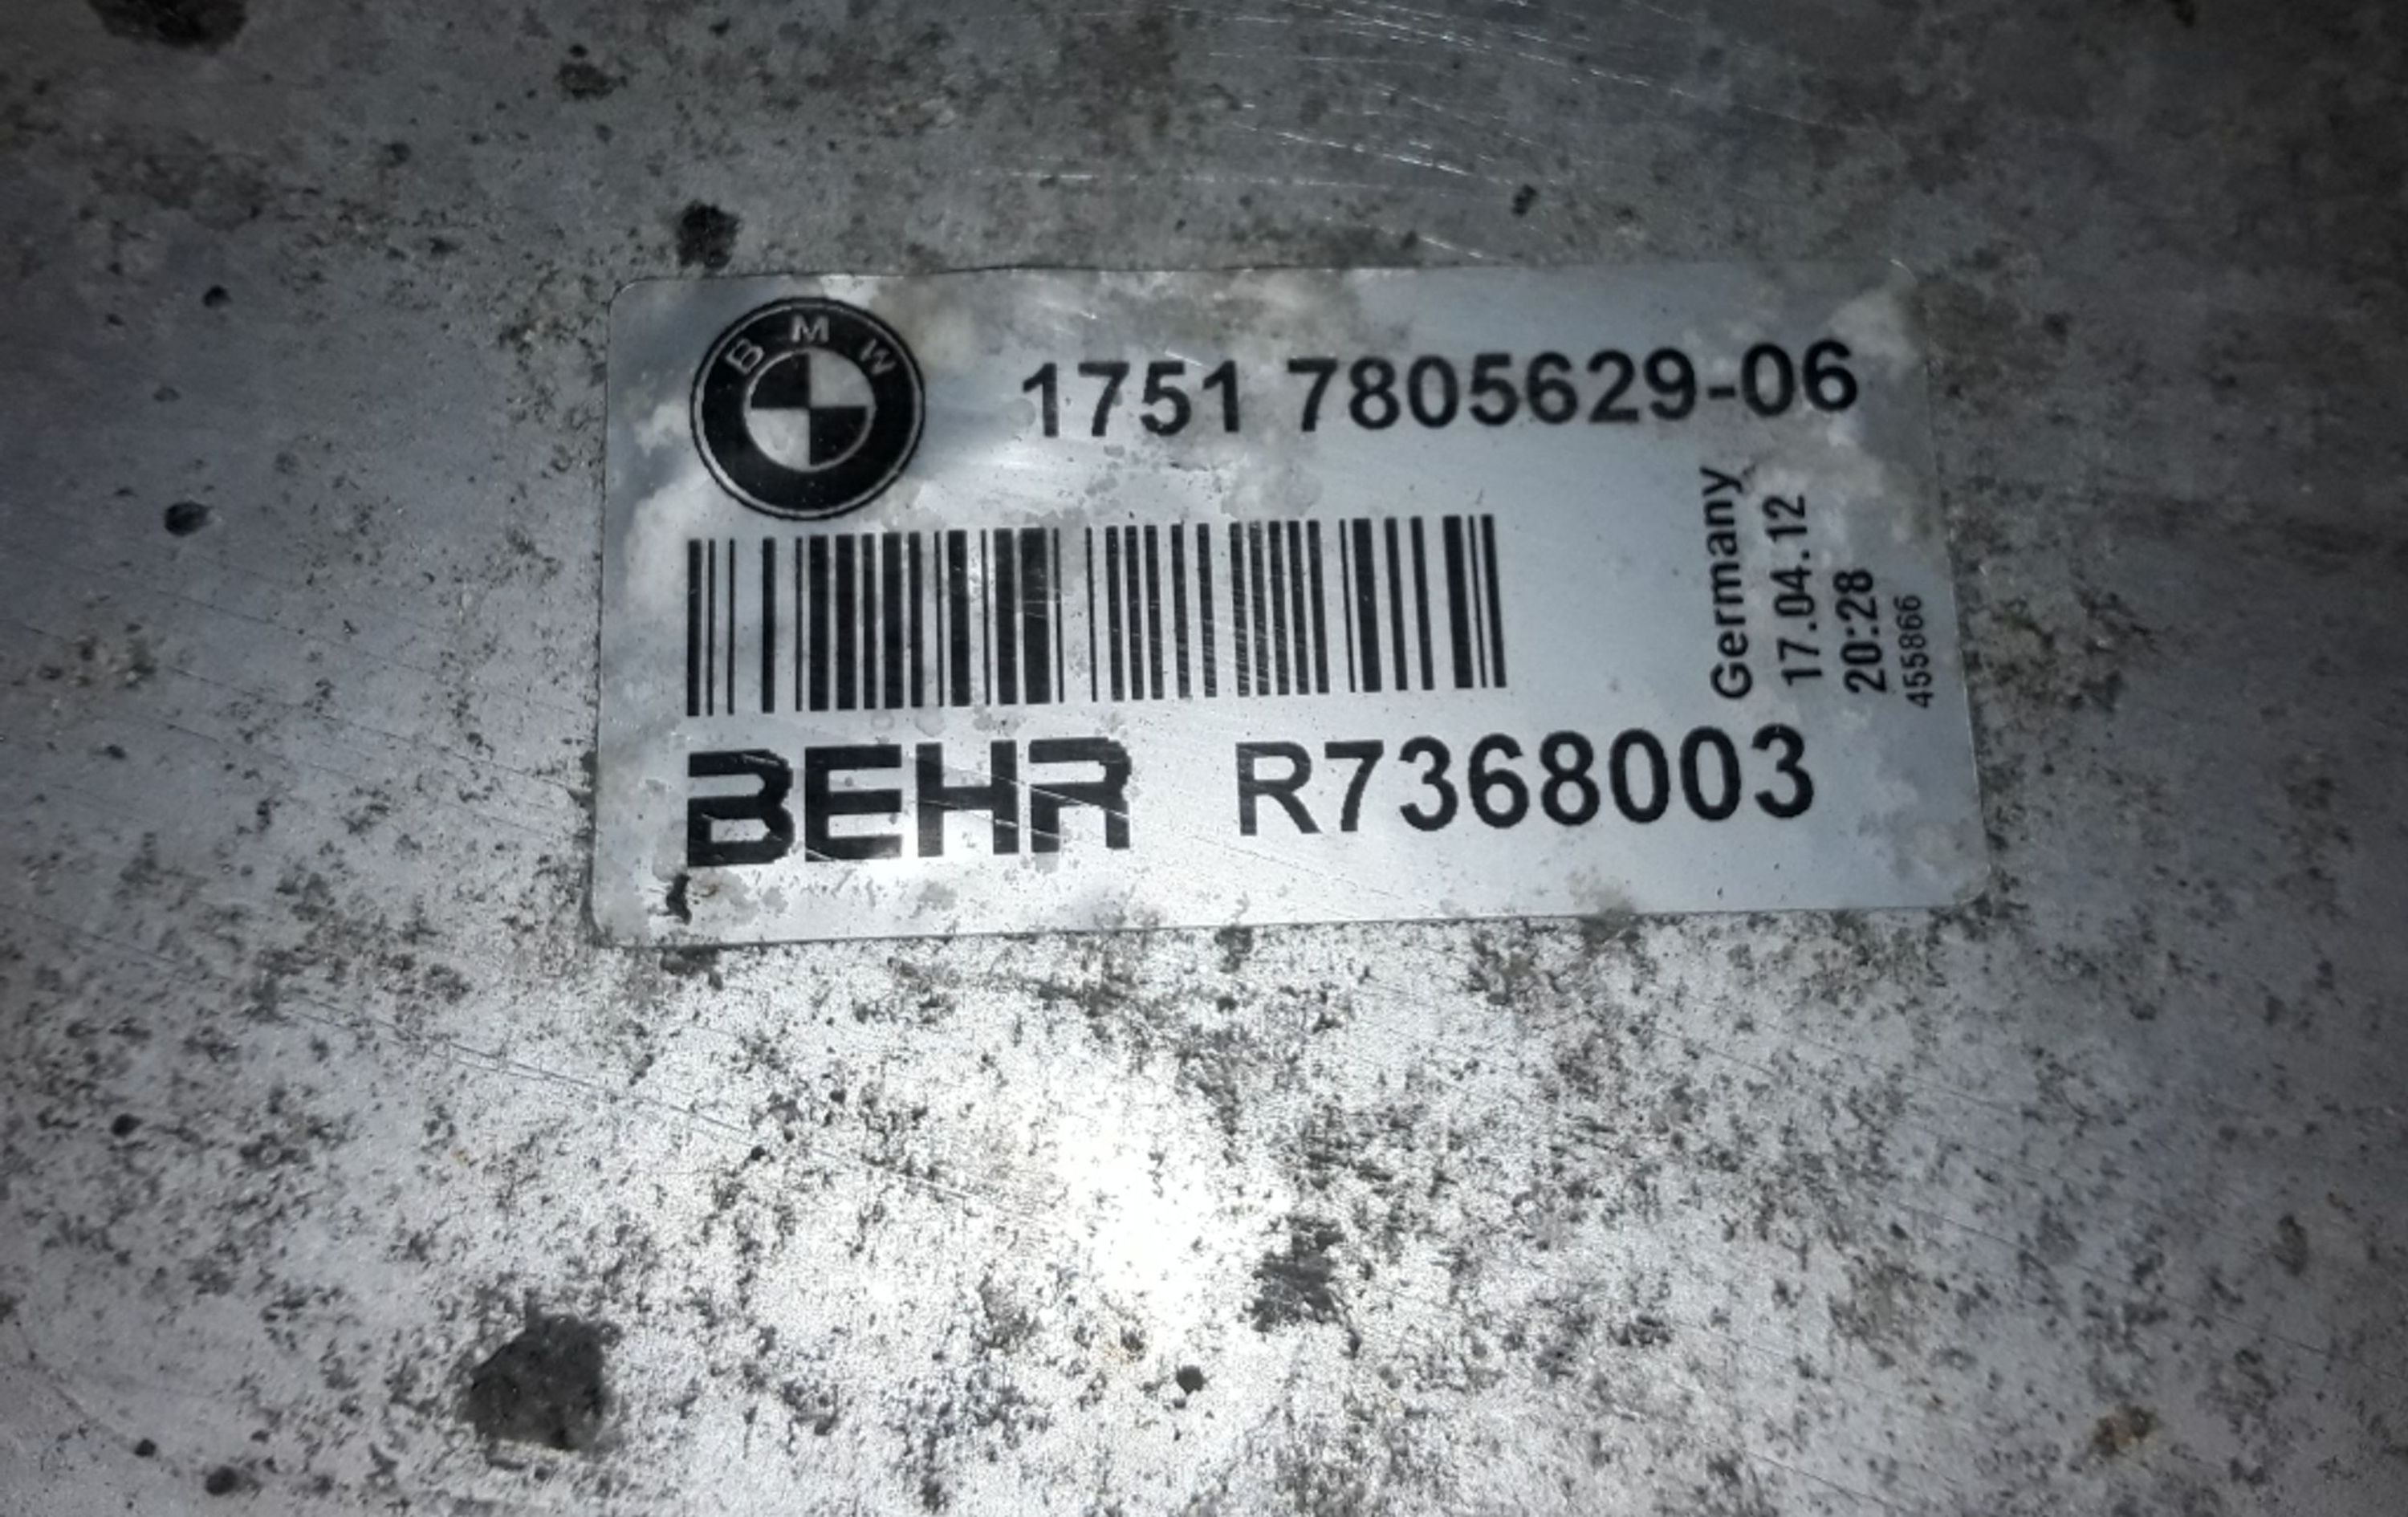 BMW
1751 7805629-06
Germany
17.04.12
20:28
455866
BEHR R7368003